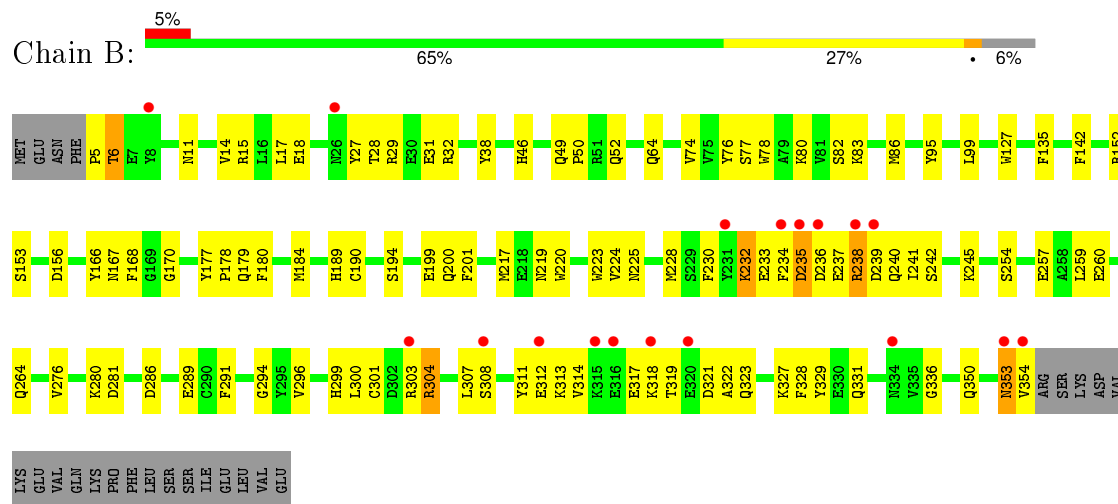 5%
Chain B:
65% 27% • 6%
MET GLU ASN PHE P5 T6 E7 Y8 N11 V14 R15 L16 L17 E18 N26 Y27 T28 R29 E30 E31 R32 Y38 H46 Q49 P50 R51 Q52 Q64 V74 V75 Y76 S77 W78 A79 K80 V81 S82 K83 M86 Y95 L99 W127 F135 F142 R152
S153 D156 Y166 N167 F168 G169 G170 Y177 P178 Q179 F180 M184 H189 C190 S194 E199 Q200 F201 M217 E218 N219 W220 W223 V224 N225 M228 S229 F230 Y231 K232 E233 F234 D235 D236 E237 R238 D239 Q240 I241 S242 K245 S254 E257 A258 L259 E260
Q264 V276 K280 D281 D286 E289 C290 F291 G294 Y295 V296 H299 L300 C301 D302 R303 R304 L307 S308 Y311 E312 K313 V314 K315 E316 E317 K318 T319 E320 D321 A322 Q323 K327 F328 Y329 E330 Q331 N334 V335 G336 Q350 N353 V354 ARG SER LYS ASP VAL
LYS GLU VAL GLN LYS PRO PHE LEU SER SER ILE GLU LEU VAL GLU